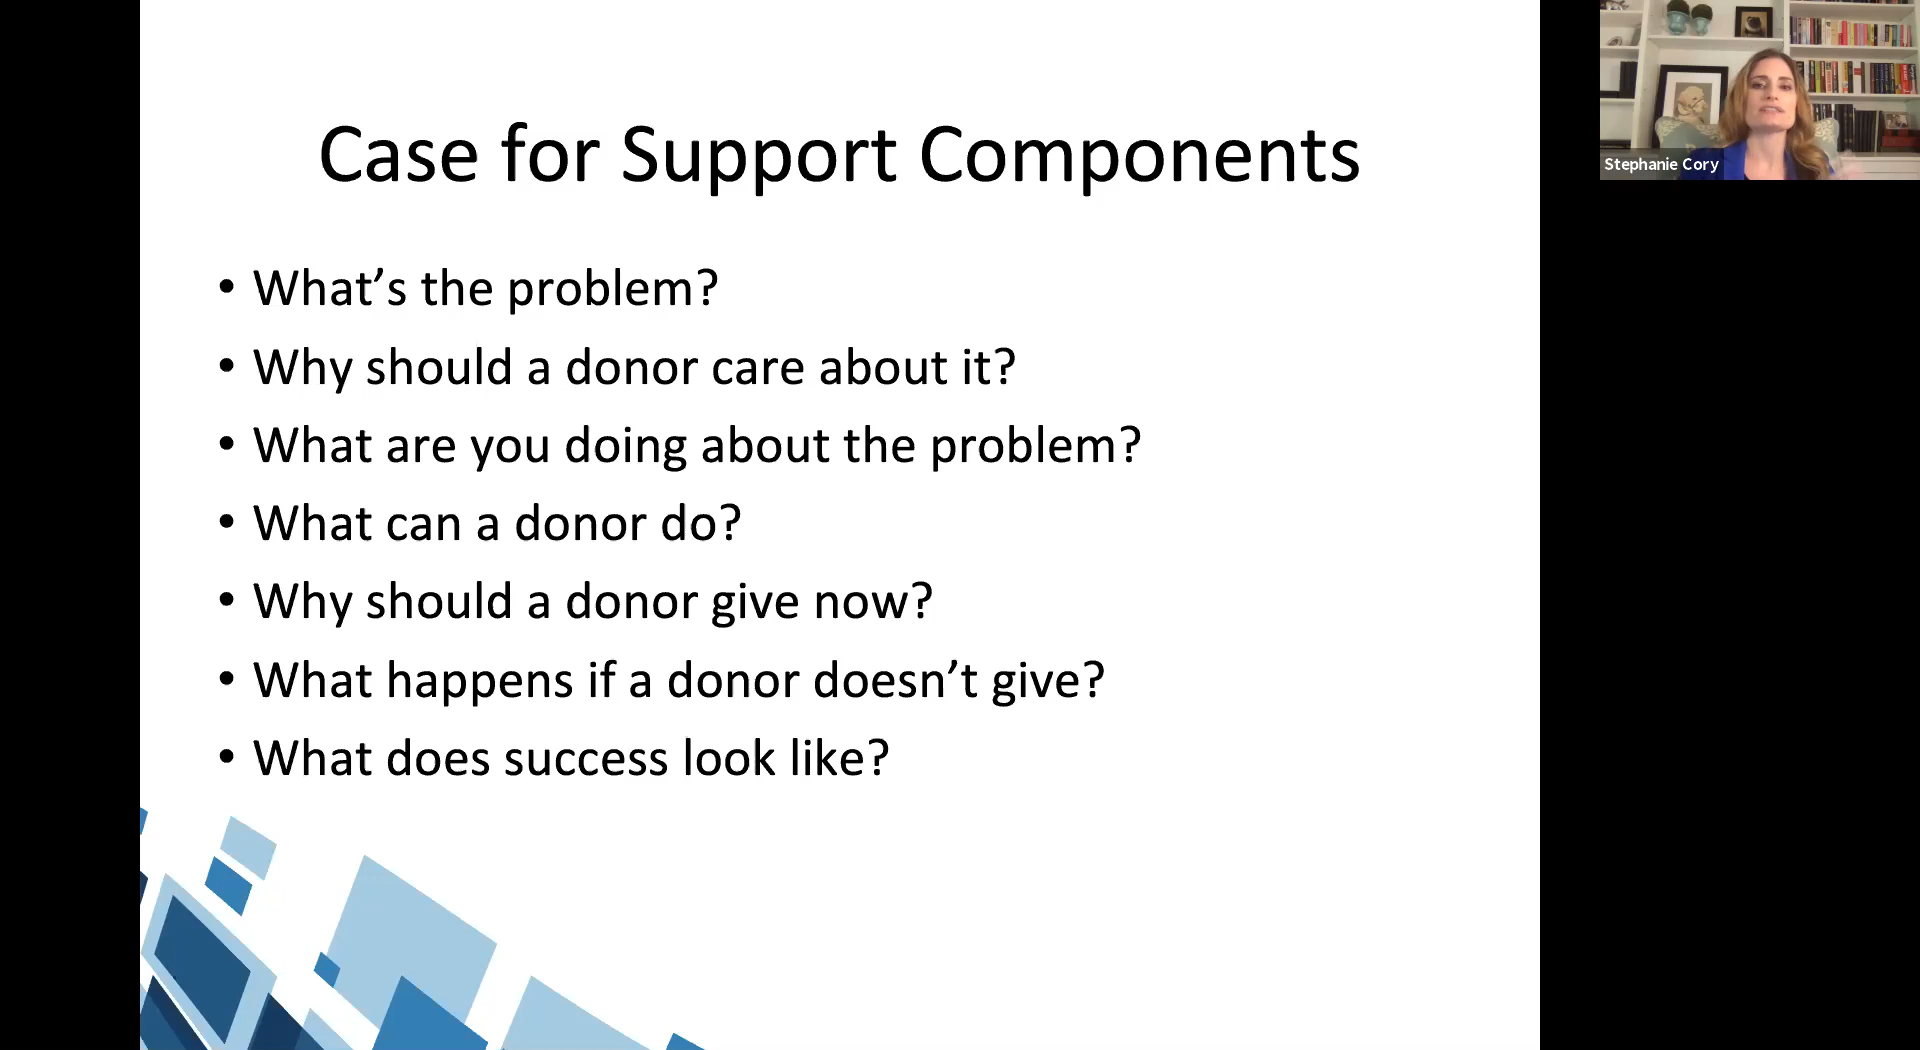 Case for Support Components
• What’s the problem?
• Why should a donor care about it?
• What are you doing about the problem?
• What can a donor do?
• Why should a donor give now?
• What happens if a donor doesn’t give?
• What does success look like?
Stephanie Cory